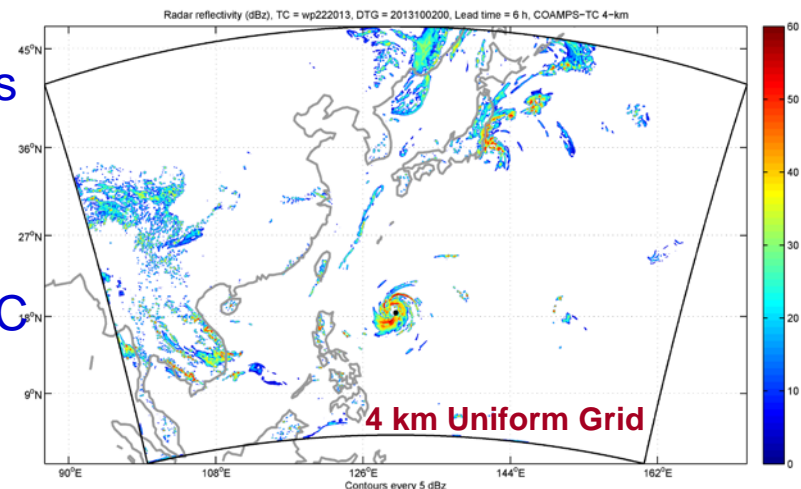 Radar reflectivity (dBz), TC = wp222013, DTG = 2013100200, Lead time = 6 h, COAMPS−TC 4−km
s
C
45°N
36°N
27°N
18°N
9°N
4 km Uniform Grid
90°E 108°E 126°E 144°E 162°E
Contours every 5 dBz
60
50
40
30
20
10
0